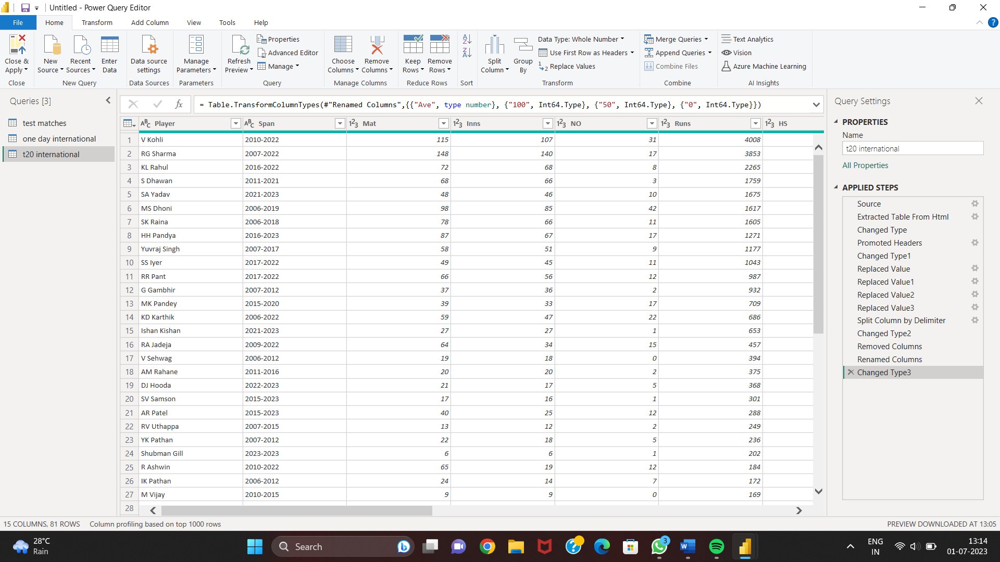 Untitled - Power Query Editor
File Home Transform Add Column View Tools Help
Close & Apply
New Source
Recent Sources
Enter Data
Data source settings
Manage Parameters
Refresh Preview
Properties
Advanced Editor
Manage
Choose Columns
Remove Columns
Keep Rows
Remove Rows
Split Column
Group By
Data Type: Whole Number
Use First Row as Headers
Replace Values
Merge Queries
Append Queries
Combine Files
Text Analytics
Vision
Azure Machine Learning
Close New Query Data Sources Parameters Query Manage Columns Reduce Rows Sort Transform Combine AI Insights
Queries [3]
test matches
one day international
t20 international
fx = Table.TransformColumnTypes(#"Renamed Columns",{{"Ave", type number}, {"100", Int64.Type}, {"50", Int64.Type}, {"0", Int64.Type}})
ABC Player ABC Span 123 Mat 123 Inns 123 NO 123 Runs 123 HS
1 V Kohli 2010-2022 115 107 31 4008
2 RG Sharma 2007-2022 148 140 17 3853
3 KL Rahul 2016-2022 72 68 8 2265
4 S Dhawan 2011-2021 68 66 3 1759
5 SA Yadav 2021-2023 48 46 10 1675
6 MS Dhoni 2006-2019 98 85 42 1617
7 SK Raina 2006-2018 78 66 11 1605
8 HH Pandya 2016-2023 87 67 17 1271
9 Yuvraj Singh 2007-2017 58 51 9 1177
10 SS Iyer 2017-2022 49 45 11 1043
11 RR Pant 2017-2022 66 56 12 987
12 G Gambhir 2007-2012 37 36 2 932
13 MK Pandey 2015-2020 39 33 17 709
14 KD Karthik 2006-2022 59 47 22 686
15 Ishan Kishan 2021-2023 27 27 1 653
16 RA Jadeja 2009-2022 64 34 15 457
17 V Sehwag 2006-2012 19 18 0 394
18 AM Rahane 2011-2016 20 20 2 375
19 DJ Hooda 2022-2023 21 17 5 368
20 SV Samson 2015-2023 17 16 1 301
21 AR Patel 2015-2023 40 25 12 288
22 RV Uthappa 2007-2015 13 12 2 249
23 YK Pathan 2007-2012 22 18 5 236
24 Shubman Gill 2023-2023 6 6 1 202
25 R Ashwin 2010-2022 65 19 12 184
26 IK Pathan 2006-2012 24 14 7 172
27 M Vijay 2010-2015 9 9 0 169
28
Query Settings
PROPERTIES
Name
t20 international
All Properties
APPLIED STEPS
Source
Extracted Table From Html
Changed Type
Promoted Headers
Changed Type1
Replaced Value
Replaced Value1
Replaced Value2
Replaced Value3
Split Column by Delimiter
Changed Type2
Removed Columns
Renamed Columns
Changed Type3
15 COLUMNS, 81 ROWS Column profiling based on top 1000 rows PREVIEW DOWNLOADED AT 13:05
28°C
Rain
Search
3
ENG
IN
13:14
01-07-2023